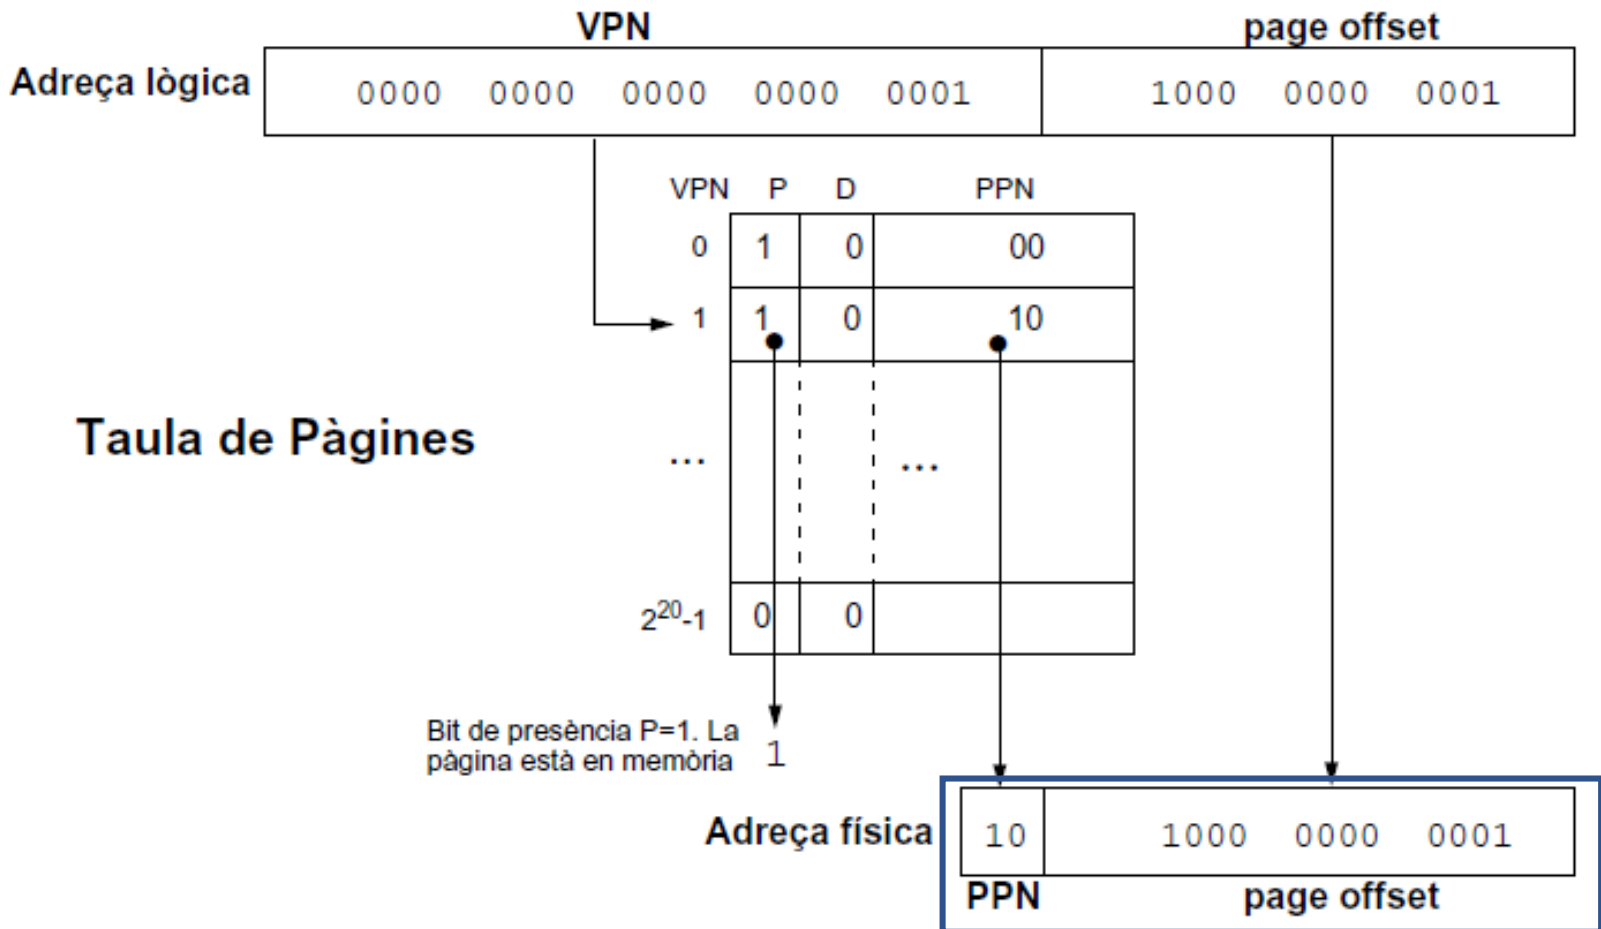 VPN page offset
Adreça lògica 0000 0000 0000 0000 0001 1000 0000 0001
VPN P D PPN
0 1 0 00
1 1 0 10
Taula de Pàgines
... ...
2²⁰-1 0 0
Bit de presència P=1. La
pàgina està en memòria 1
Adreça física 10 1000 0000 0001
PPN page offset